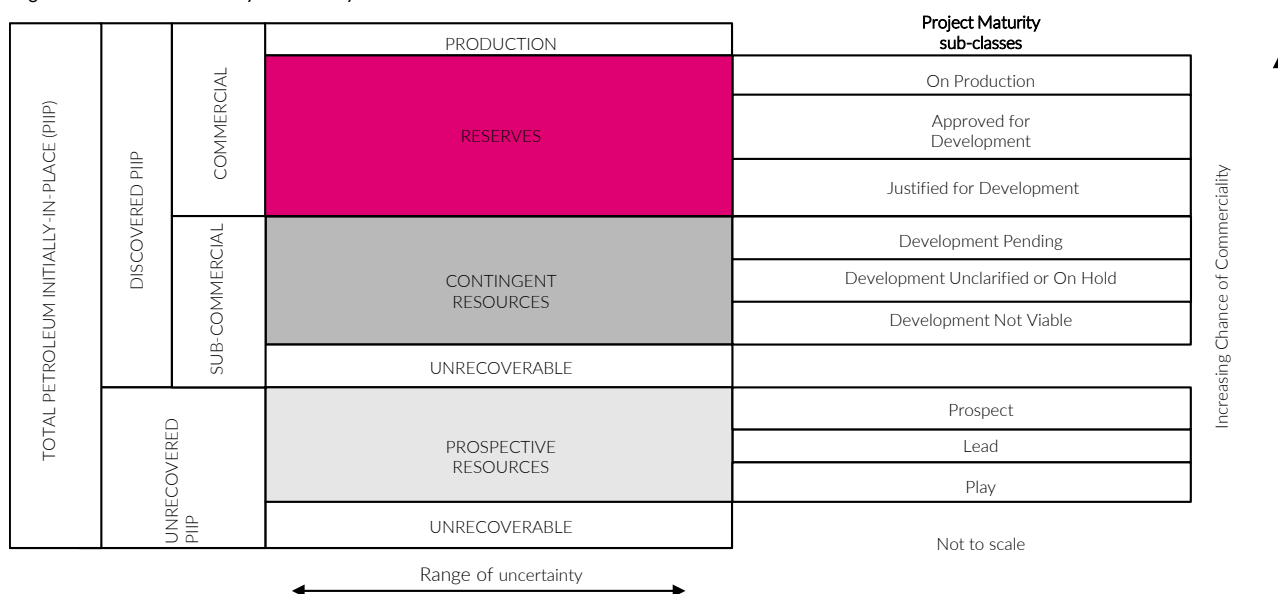 Project Maturity
sub-classes
PRODUCTION
On Production
COMMERCIAL
RESERVES
Approved for
Development
Justified for Development
TOTAL PETROLEUM INITIALLY-IN-PLACE (PIIP)
DISCOVERED PIIP
Development Pending
SUB-COMMERCIAL
CONTINGENT
RESOURCES
Development Unclarified or On Hold
Development Not Viable
UNRECOVERABLE
Increasing Chance of Commerciality
Prospect
UNRECOVERED
PIIP
PROSPECTIVE
RESOURCES
Lead
Play
UNRECOVERABLE
Not to scale
Range of uncertainty